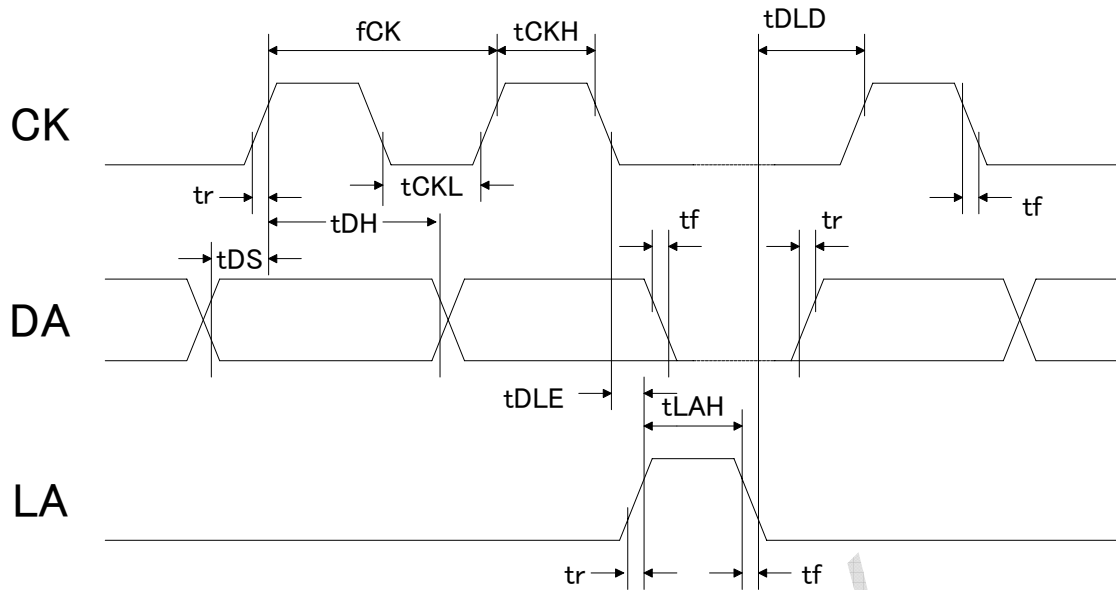 tDLD
fCK
tCKH
CK
tr
tCKL
tf
tDH
tf
tr
tDS
DA
tDLE
tLAH
LA
tr
tf